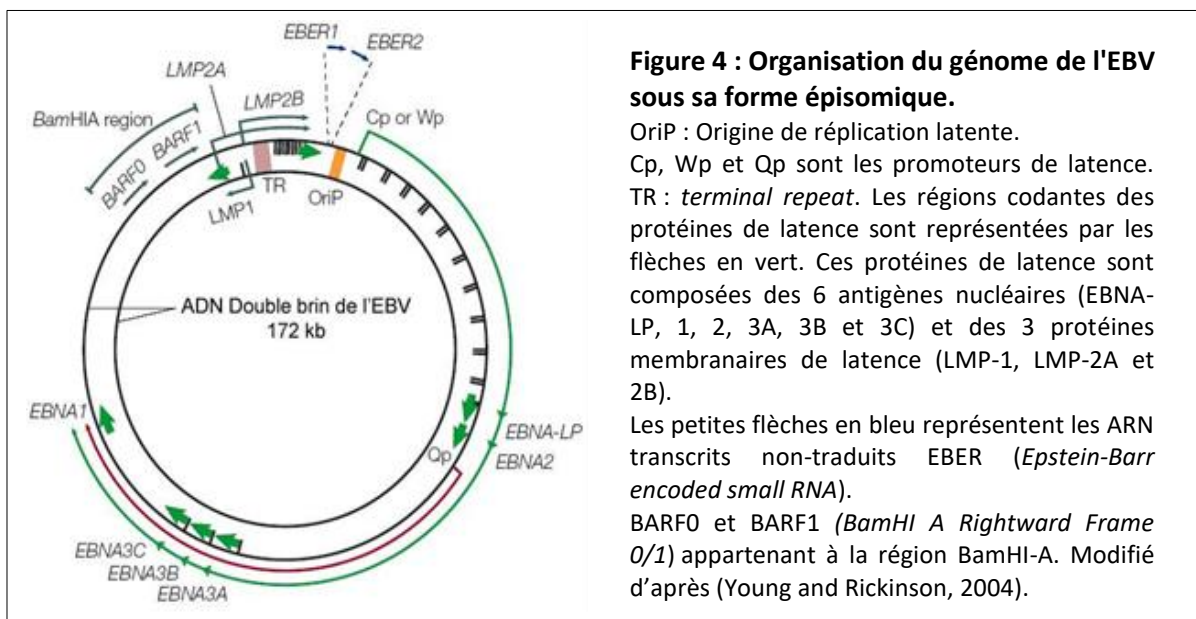 EBER1
EBER2
LMP2A
LMP2B
BamHIA region
Cp or Wp
BARF1
BARF0
TR
OriP
LMP1
ADN Double brin de l'EBV
172 kb
EBNA1
EBNA-LP
Qp
EBNA2
EBNA3C
EBNA3B
EBNA3A
Figure 4 : Organisation du génome de l'EBV
sous sa forme épisomique.
OriP : Origine de réplication latente.
Cp, Wp et Qp sont les promoteurs de latence.
TR : terminal repeat. Les régions codantes des
protéines de latence sont représentées par les
flèches en vert. Ces protéines de latence sont
composées des 6 antigènes nucléaires (EBNA-
LP, 1, 2, 3A, 3B et 3C) et des 3 protéines
membranaires de latence (LMP-1, LMP-2A et
2B).
Les petites flèches en bleu représentent les ARN
transcrits non-traduits EBER (Epstein-Barr
encoded small RNA).
BARF0 et BARF1 (BamHI A Rightward Frame
0/1) appartenant à la région BamHI-A. Modifié
d'après (Young and Rickinson, 2004).